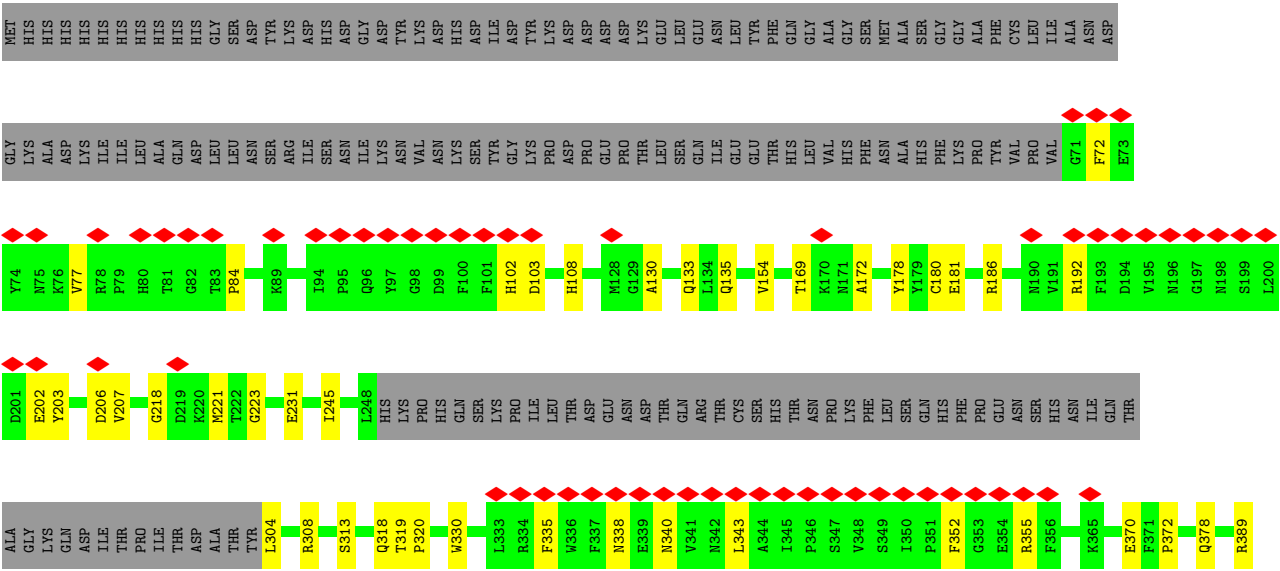 MET HIS HIS HIS HIS HIS HIS HIS HIS HIS HIS GLY SER ASP TYR LYS ASP HIS ASP GLY ASP TYR LYS ASP HIS ASP ILE ASP TYR LYS ASP ASP ASP ASP LYS GLU LEU LEU GLU ASN LEU TYR PHE GLN GLY ALA GLY SER MET ALA SER GLY GLY ALA PHE CYS LEU ILE ALA ASN ASP
GLY LYS ALA ASP LYS ILE ILE LEU ALA GLN ASP LEU LEU ASN SER ARG ILE SER ASN ILE LYS ASN VAL ASN LYS SER TYR GLY LYS PRO ASP PRO GLU PRO THR LEU SER GLN ILE GLU GLU THR HIS LEU VAL HIS PHE ASN ALA HIS PHE LYS PRO TYR VAL PRO VAL G71 F72 E73
Y74 N75 K76 V77 R78 P79 H80 T81 G82 T83 P84 K89 I94 P95 Q96 Y97 G98 D99 F100 F101 H102 D103 H108 M128 G129 A130 Q133 L134 Q135 V154 T169 K170 N171 A172 Y178 Y179 C180 E181 R186 N190 V191 R192 F193 D194 V195 N196 G197 N198 S199 L200
D201 E202 Y203 D206 V207 G218 D219 K220 M221 T222 G223 E231 I245 L248 HIS LYS PRO HIS GLN SER LYS PRO ILE LEU THR ASP GLU ASN ASP THR GLN ARG THR CYS SER HIS THR ASN PRO LYS PHE LEU SER GLN HIS PHE PRO GLU ASN SER HIS ASN ILE GLN THR
ALA GLY LYS GLN ASP ILE THR PRO ILE THR ASP ALA THR TYR L304 R308 S313 Q318 T319 P320 W330 L333 R334 F335 W336 F337 N338 E339 N340 V341 N342 L343 A344 I345 P346 S347 V348 S349 I350 P351 F352 G353 E354 R355 F356 K365 E370 F371 P372 Q378 R389